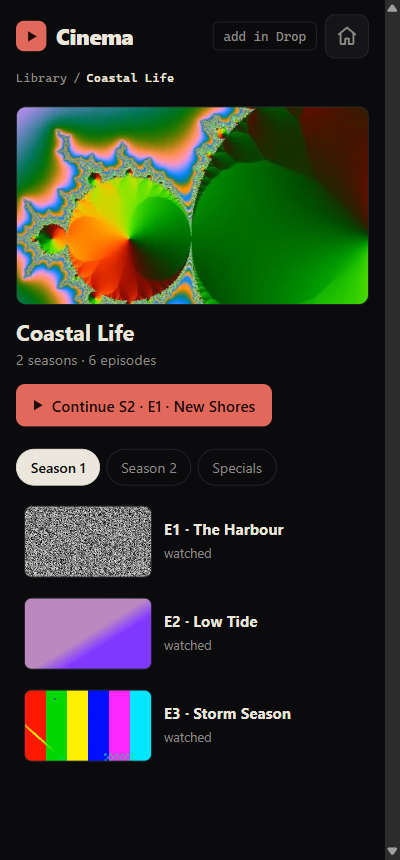 Cinema
add in Drop
Library / Coastal Life
Coastal Life
2 seasons · 6 episodes
Continue S2 · E1 · New Shores
Season 1
Season 2
Specials
E1 · The Harbour
watched
E2 · Low Tide
watched
E3 · Storm Season
watched